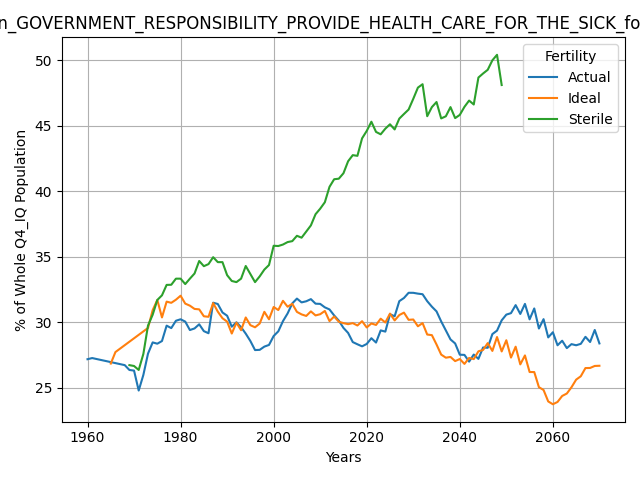 n_GOVERNMENT_RESPONSIBILITY_PROVIDE_HEALTH_CARE_FOR_THE_SICK_fo
Fertility
Actual
Ideal
Sterile
% of Whole Q4_IQ Population
50
45
40
35
30
25
1960 1980 2000 2020 2040 2060
Years